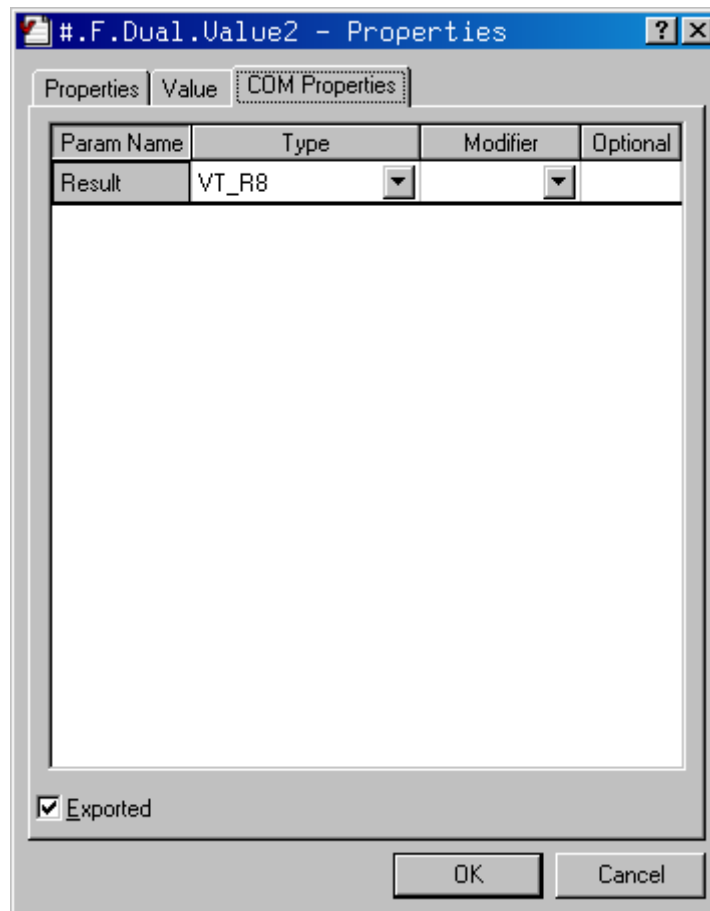 #.F.Dual.Value2 - Properties
Properties Value COM Properties
Param Name Type Modifier Optional
Result VT_R8
Exported
OK Cancel